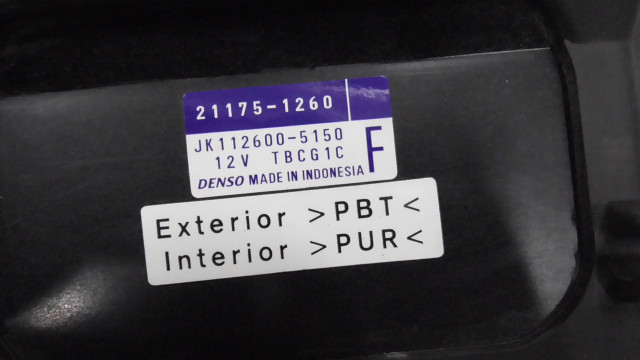 21175-1260
JK112600-5150
12V TBCG1C
F
DENSO MADE IN INDONESIA
Exterior >PBT<
Interior >PUR<